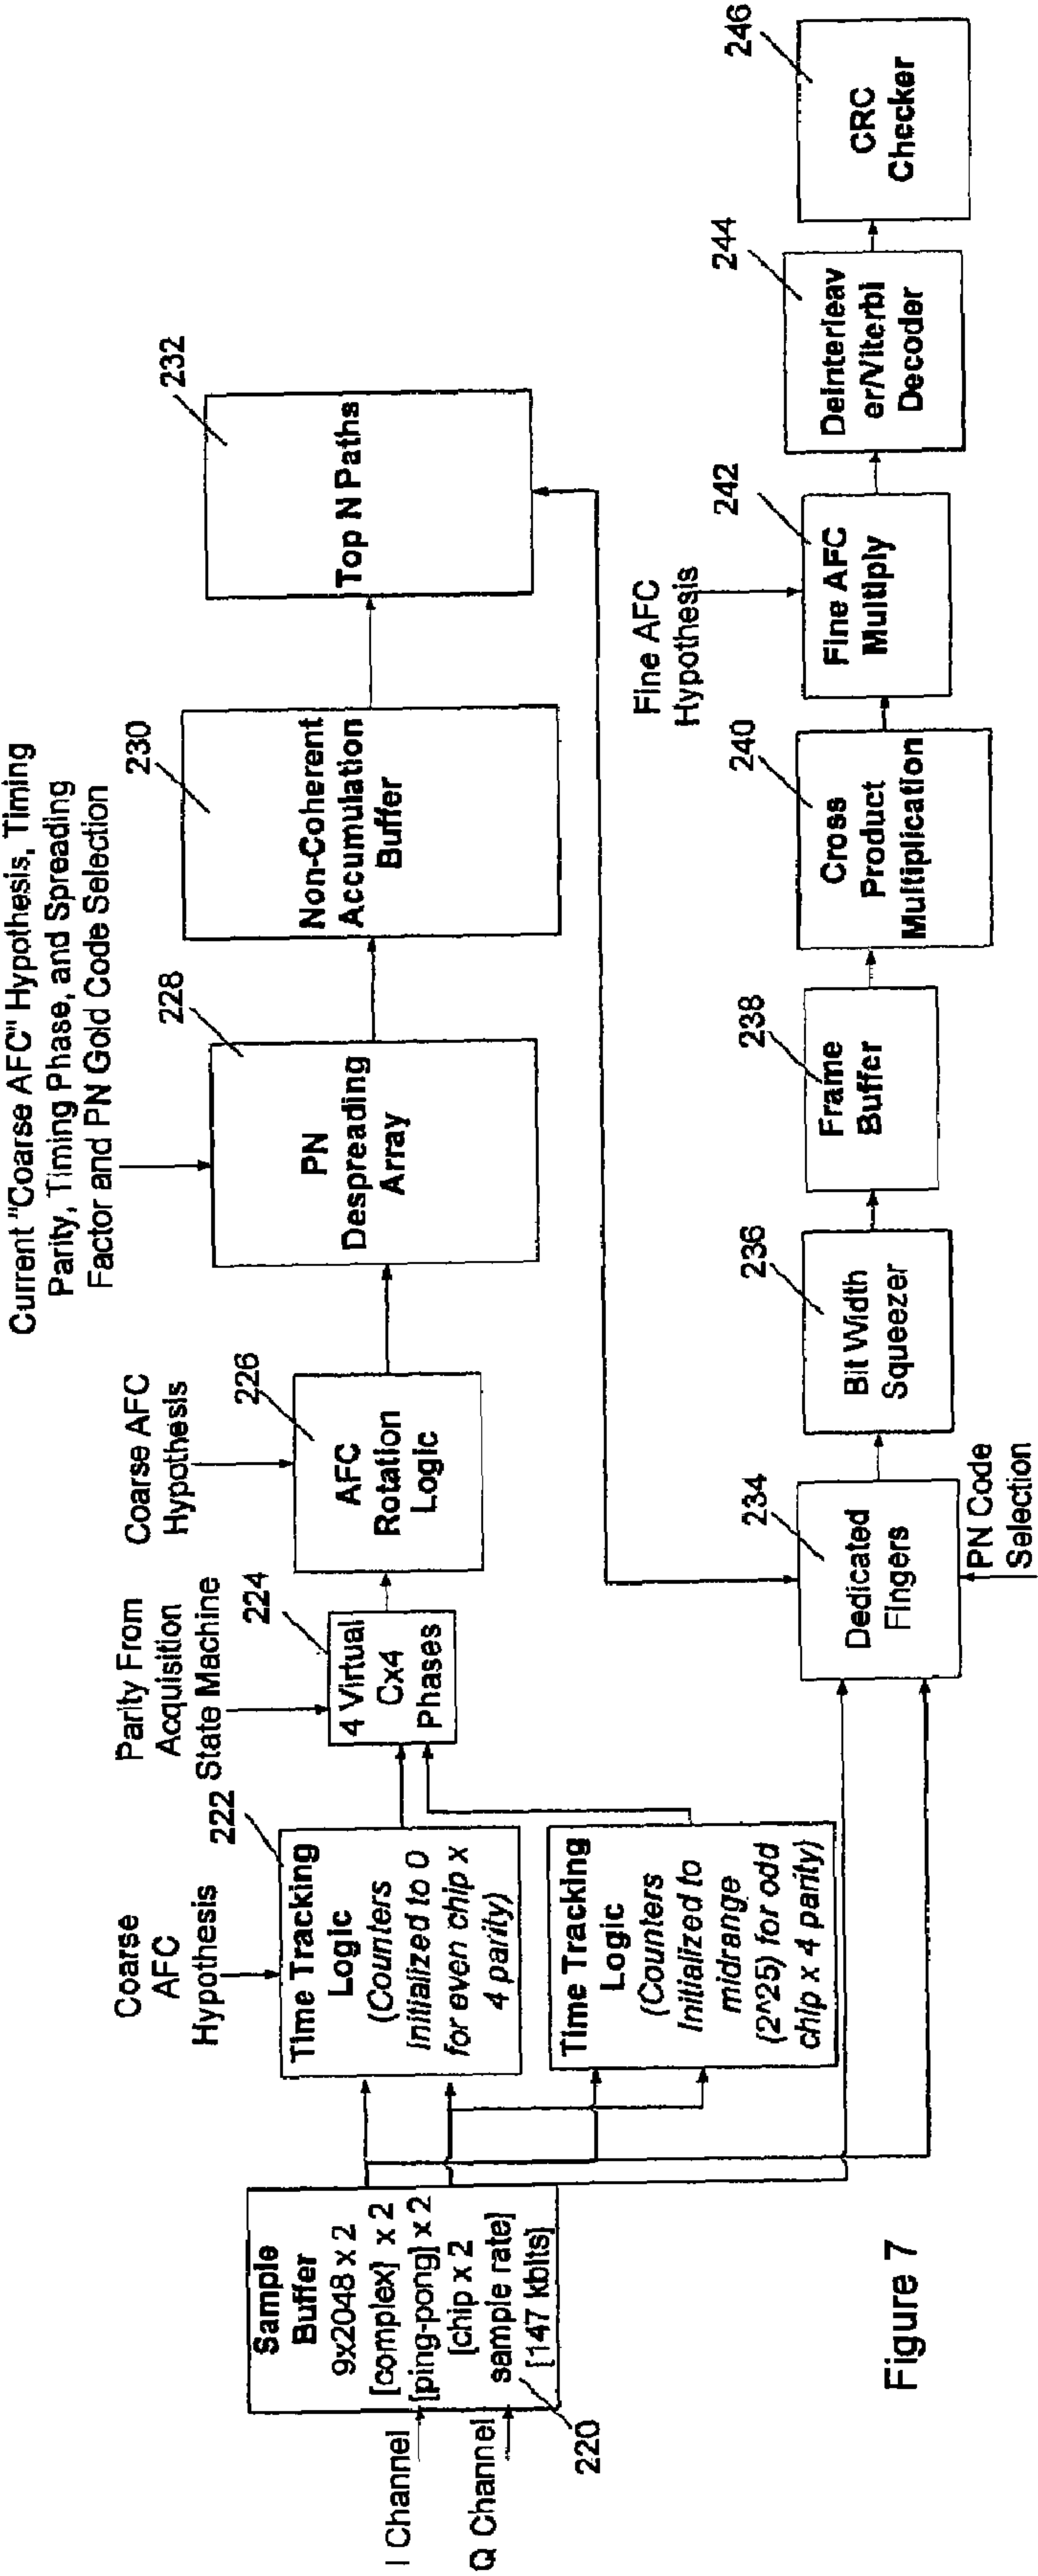 Current "Coarse AFC" Hypothesis, Timing
Parity, Timing Phase, and Spreading
Factor and PN Gold Code Selection
I Channel
Q Channel
Sample
Buffer
9x2048 x 2
[complex] x 2
[ping-pong] x 2
[chip x 2
sample rate]
[147 kbits]
220
Coarse
AFC
Hypothesis
222
Time Tracking
Logic
(Counters
Initialized to 0
for even chip x
4 parity)
Time Tracking
Logic
(Counters
Initialized to
midrange
(2^25) for odd
chip x 4 parity)
Parity From
Acquisition
State Machine
224
4 Virtual
Cx4
Phases
Coarse AFC
Hypothesis
226
AFC
Rotation
Logic
228
PN
Despreading
Array
230
Non-Coherent
Accumulation
Buffer
232
Top N Paths
234
Dedicated
Fingers
PN Code
Selection
236
Bit Width
Squeezer
238
Frame
Buffer
240
Cross
Product
Multiplication
Fine AFC
Hypothesis
242
Fine AFC
Multiply
244
Deinterleav
er/Viterbi
Decoder
246
CRC
Checker
Figure 7